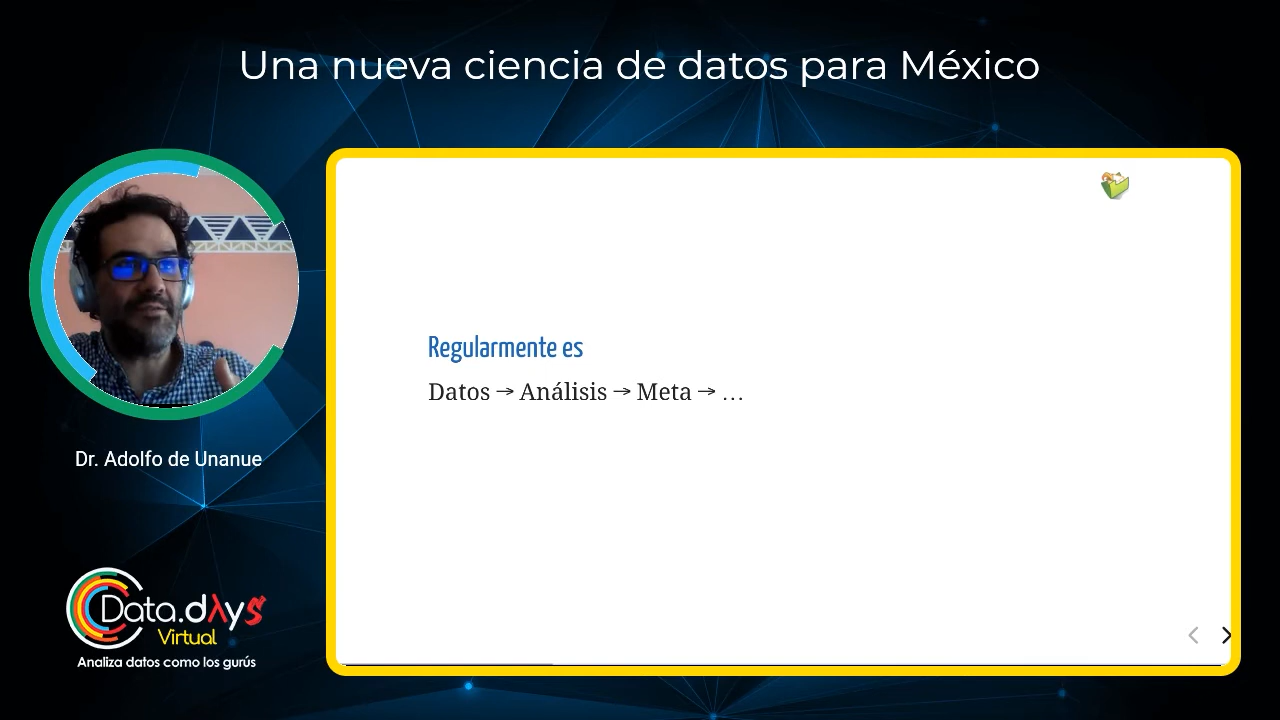 Una nueva ciencia de datos para México
Regularmente es
Datos → Análisis → Meta → …
Dr. Adolfo de Unanue
Data.dλys
Virtual
Analiza datos como los gurús